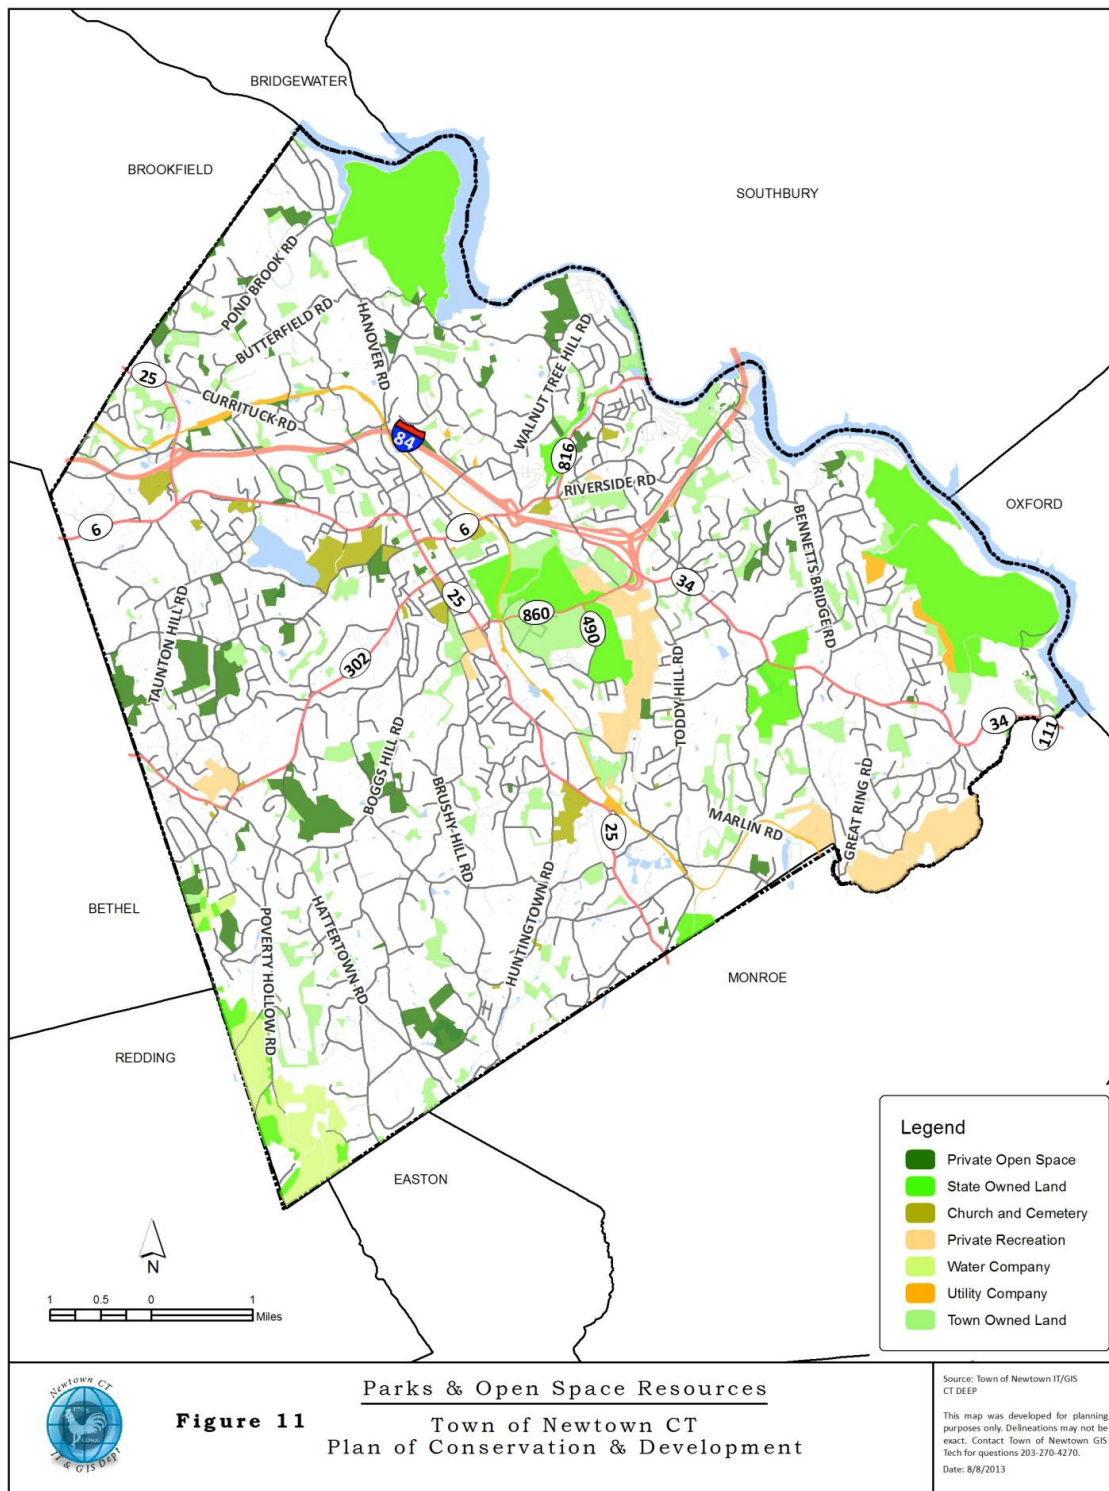 BRIDGEWATER
BROOKFIELD
SOUTHBURY
POND BROOK RD
BUTTERFIELD RD
HANOVER RD
WALNUT TREE HILL RD
25
CURRITUCK RD
84
816
RIVERSIDE RD
OXFORD
6
6
BENNETTS BRIDGE RD
34
25
860
490
TAUNTON HILL RD
302
TODDY HILL RD
BOGGS HILL RD
34
111
BRUSHY HILL RD
MARLIN RD
GREAT RING RD
25
BETHEL
HUNTINGTOWN RD
HATTERTOWN RD
POVERTY HOLLOW RD
MONROE
REDDING
EASTON
Legend
Private Open Space
State Owned Land
Church and Cemetery
Private Recreation
Water Company
Utility Company
Town Owned Land
N
1 0.5 0 1
Miles
Newtown CT
IT & GIS Dept
Figure 11
Parks & Open Space Resources
Town of Newtown CT
Plan of Conservation & Development
Source: Town of Newtown IT/GIS
CT DEEP
This map was developed for planning
purposes only. Delineations may not be
exact. Contact Town of Newtown GIS
Tech for questions 203-270-4270.
Date: 8/8/2013